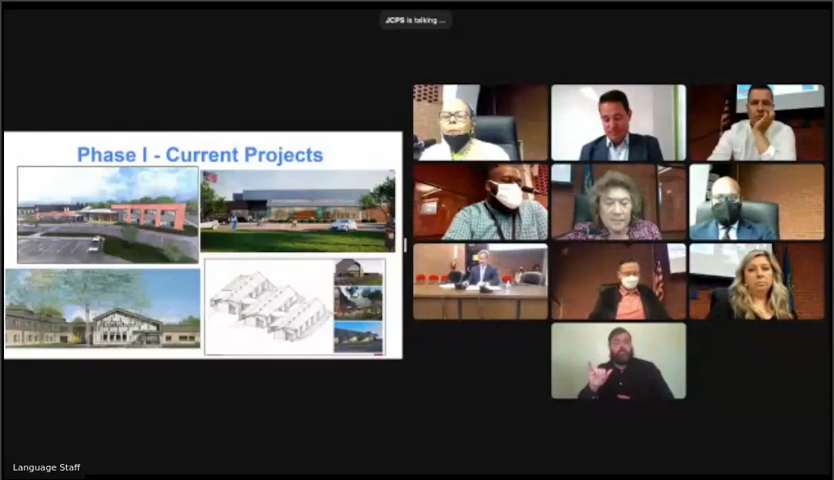 JCPS is talking ...
Phase I - Current Projects
Language Staff